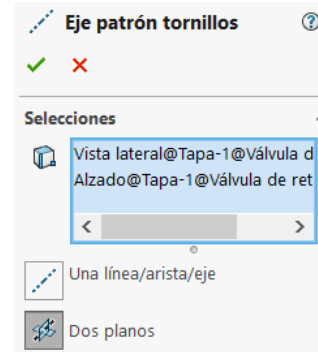 Eje patrón tornillos
Selecciones
Vista lateral@Tapa-1@Válvula d
Alzado@Tapa-1@Válvula de ret
Una línea/arista/eje
Dos planos